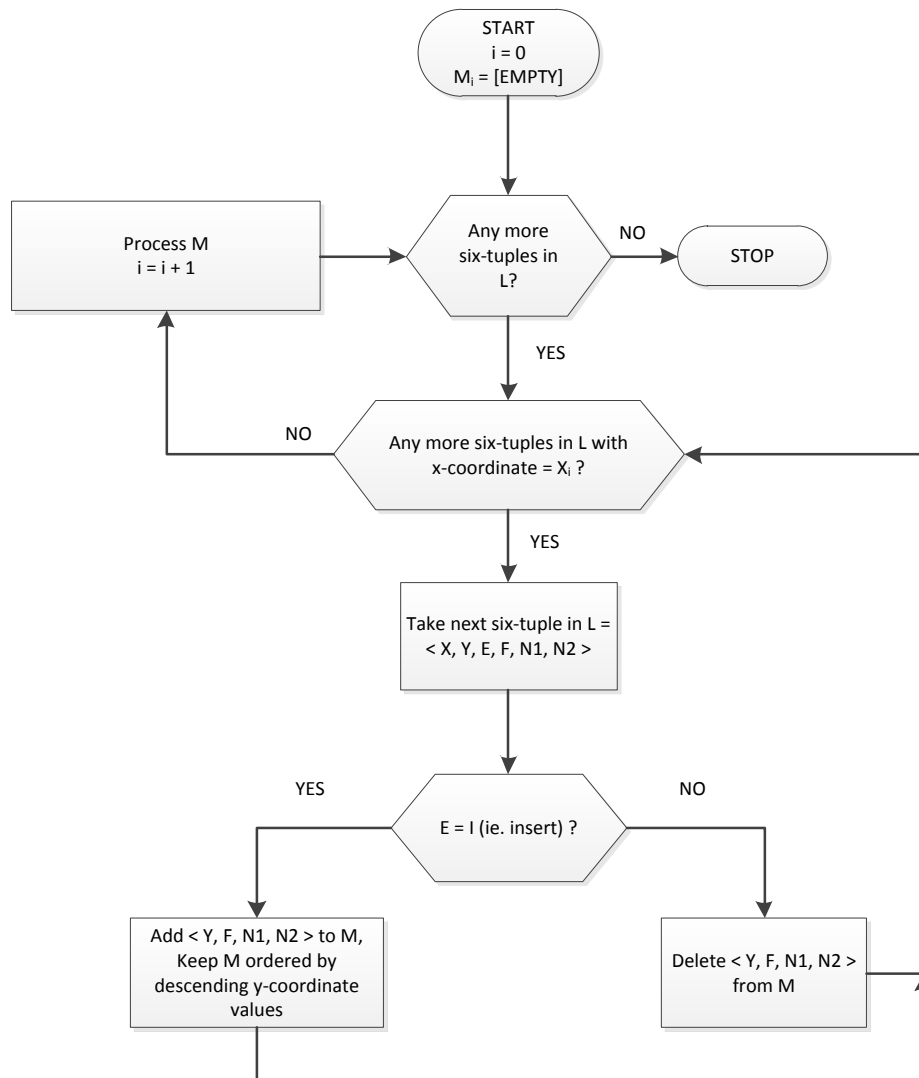 START
i = 0
Mi = [EMPTY]
Process M
i = i + 1
Any more
six-tuples in
L?
NO
STOP
YES
NO
Any more six-tuples in L with
x-coordinate = Xi ?
YES
Take next six-tuple in L =
< X, Y, E, F, N1, N2 >
YES
NO
E = I (ie. insert) ?
Add < Y, F, N1, N2 > to M,
Keep M ordered by
descending y-coordinate
values
Delete < Y, F, N1, N2 >
from M